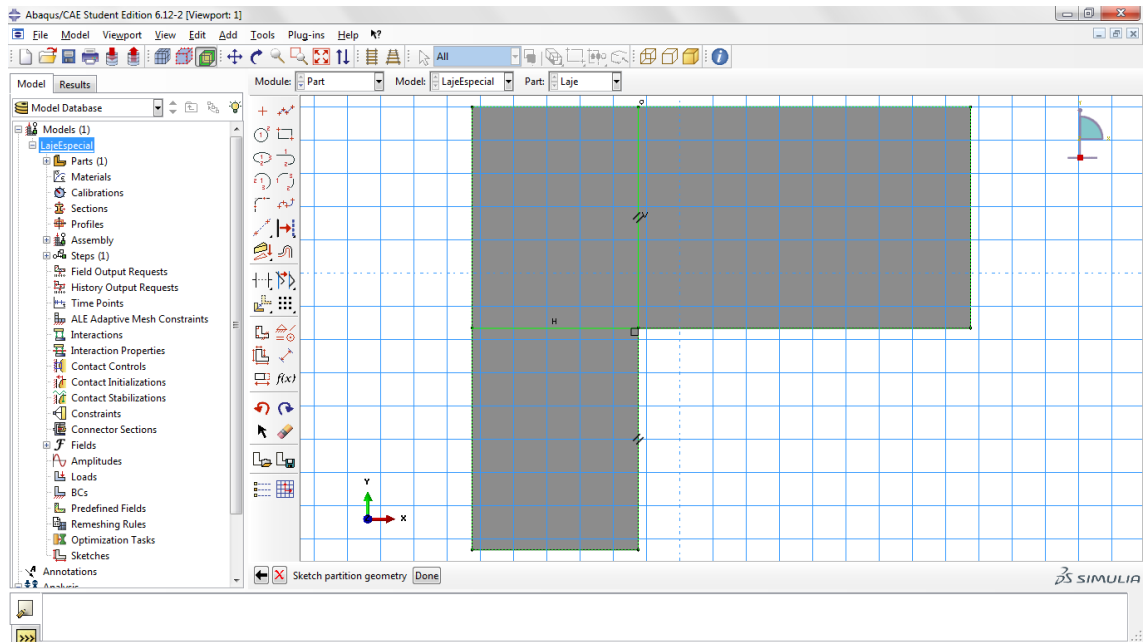 Abaqus/CAE Student Edition 6.12-2 [Viewport: 1]
File Model Viewport View Edit Add Tools Plug-ins Help
All
Model Results
Module: Part Model: LajeEspecial Part: Laje
Model Database
Models (1)
LajeEspecial
Parts (1)
Materials
Calibrations
Sections
Profiles
Assembly
Steps (1)
Field Output Requests
History Output Requests
Time Points
ALE Adaptive Mesh Constraints
Interactions
Interaction Properties
Contact Controls
Contact Initializations
Contact Stabilizations
Constraints
Connector Sections
Fields
Amplitudes
Loads
BCs
Predefined Fields
Remeshing Rules
Optimization Tasks
Sketches
Annotations
Analysis
f(x)
V
H
Y
X
Sketch partition geometry Done
SIMULIA
>>>